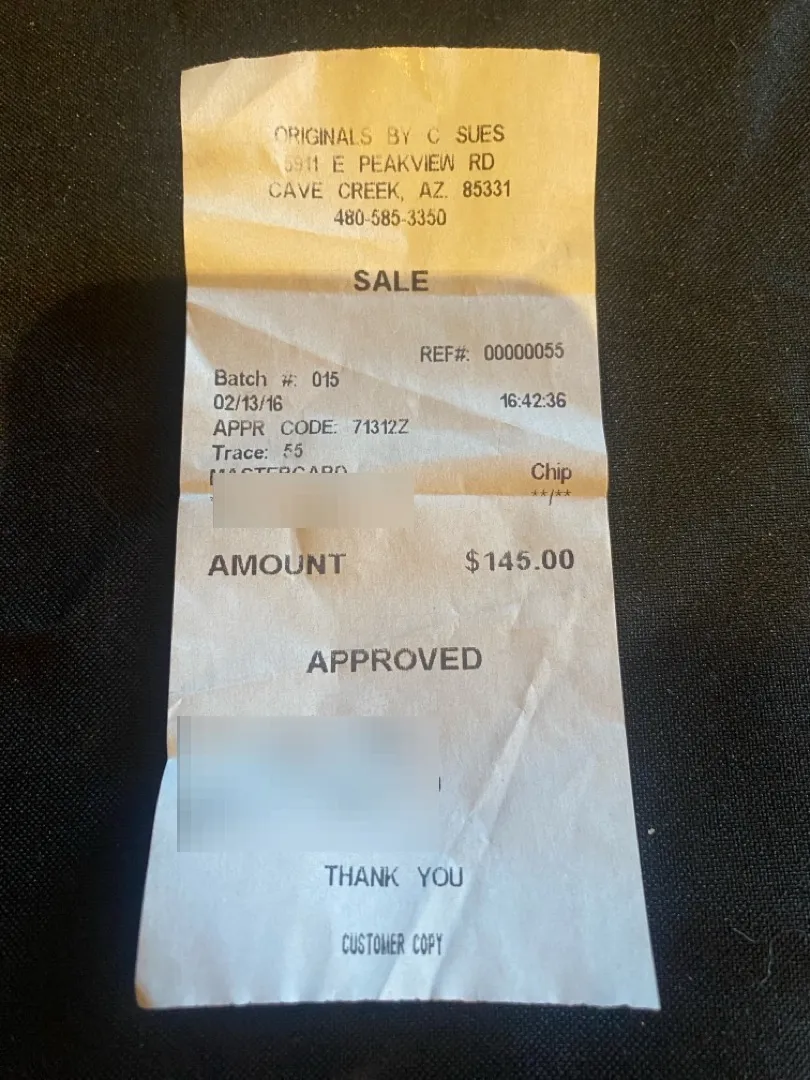 ORIGINALS BY C SUES
5911 E PEAKVIEW RD
CAVE CREEK, AZ. 85331
480-585-3350
SALE
REF#: 00000055
Batch #: 015
02/13/16 16:42:36
APPR CODE: 71312Z
Trace: 55
MASTERCARD Chip
**/**
AMOUNT $145.00
APPROVED
THANK YOU
CUSTOMER COPY